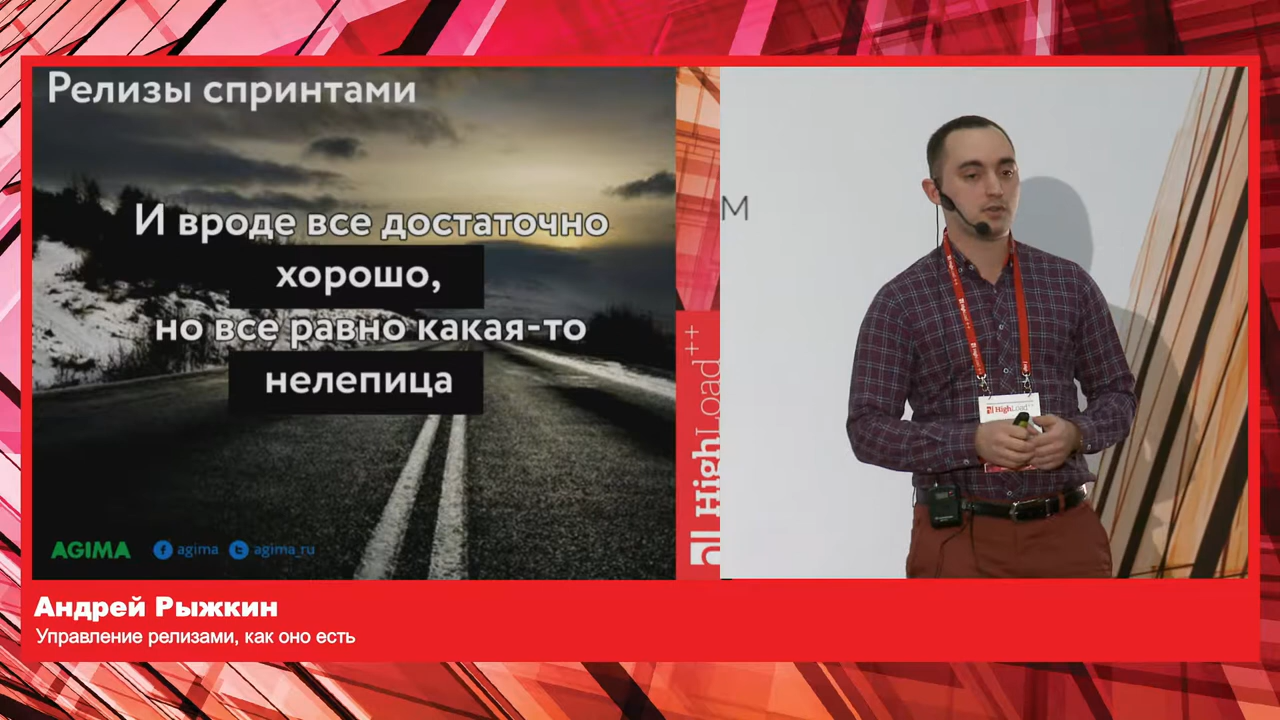 Релизы спринтами
И вроде все достаточно
хорошо,
но все равно какая-то
нелепица
AGIMA
agima
agima_ru
HighLoad++
М
HighLoad++
Андрей Рыжкин
Управление релизами, как оно есть